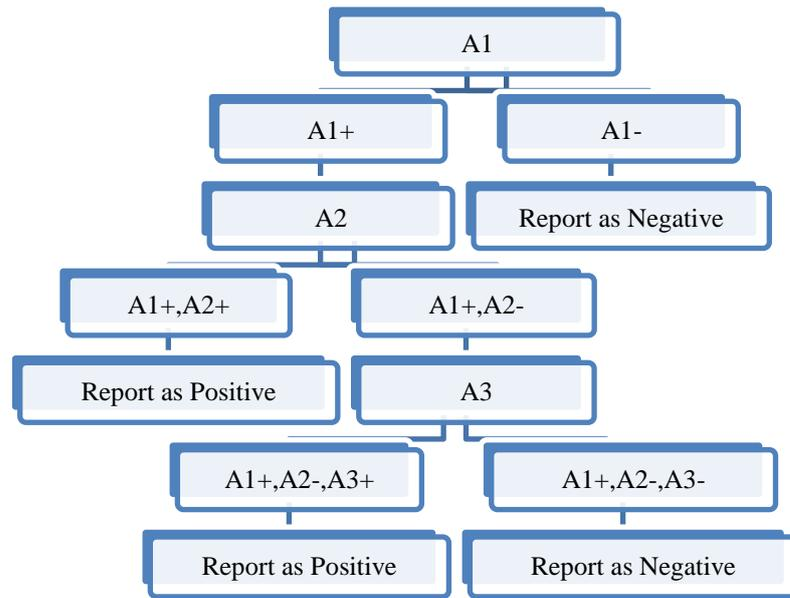 A1
A1+
A1-
A2
Report as Negative
A1+,A2+
A1+,A2-
Report as Positive
A3
A1+,A2-,A3+
A1+,A2-,A3-
Report as Positive
Report as Negative